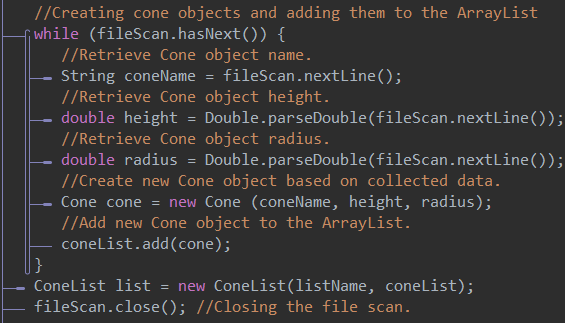 //Creating cone objects and adding them to the ArrayList
while (fileScan.hasNext()) {
//Retrieve Cone object name.
String coneName = fileScan.nextLine();
//Retrieve Cone object height.
double height = Double.parseDouble(fileScan.nextLine());
//Retrieve Cone object radius.
double radius = Double.parseDouble(fileScan.nextLine());
//Create new Cone object based on collected data.
Cone cone = new Cone (coneName, height, radius);
//Add new Cone object to the ArrayList.
coneList.add(cone);
}
ConeList list = new ConeList(listName, coneList);
fileScan.close(); //Closing the file scan.